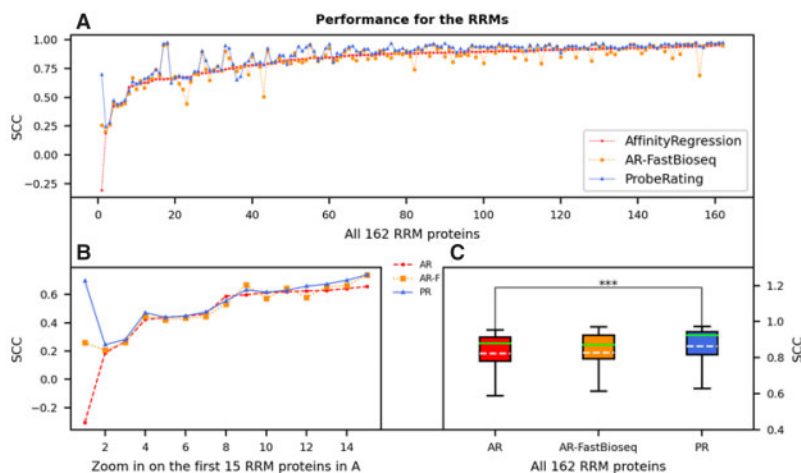 A
Performance for the RRMs
1.00
0.75
0.50
0.25
0.00
−0.25
SCC
AffinityRegression
AR-FastBioseq
ProbeRating
0 20 40 60 80 100 120 140 160
All 162 RRM proteins
B
0.6
0.4
0.2
0.0
−0.2
SCC
2 4 6 8 10 12 14
Zoom in on the first 15 RRM proteins in A
AR
AR-F
PR
C
***
1.2
1.0
0.8
0.6
0.4
SCC
AR AR-FastBioseq PR
All 162 RRM proteins